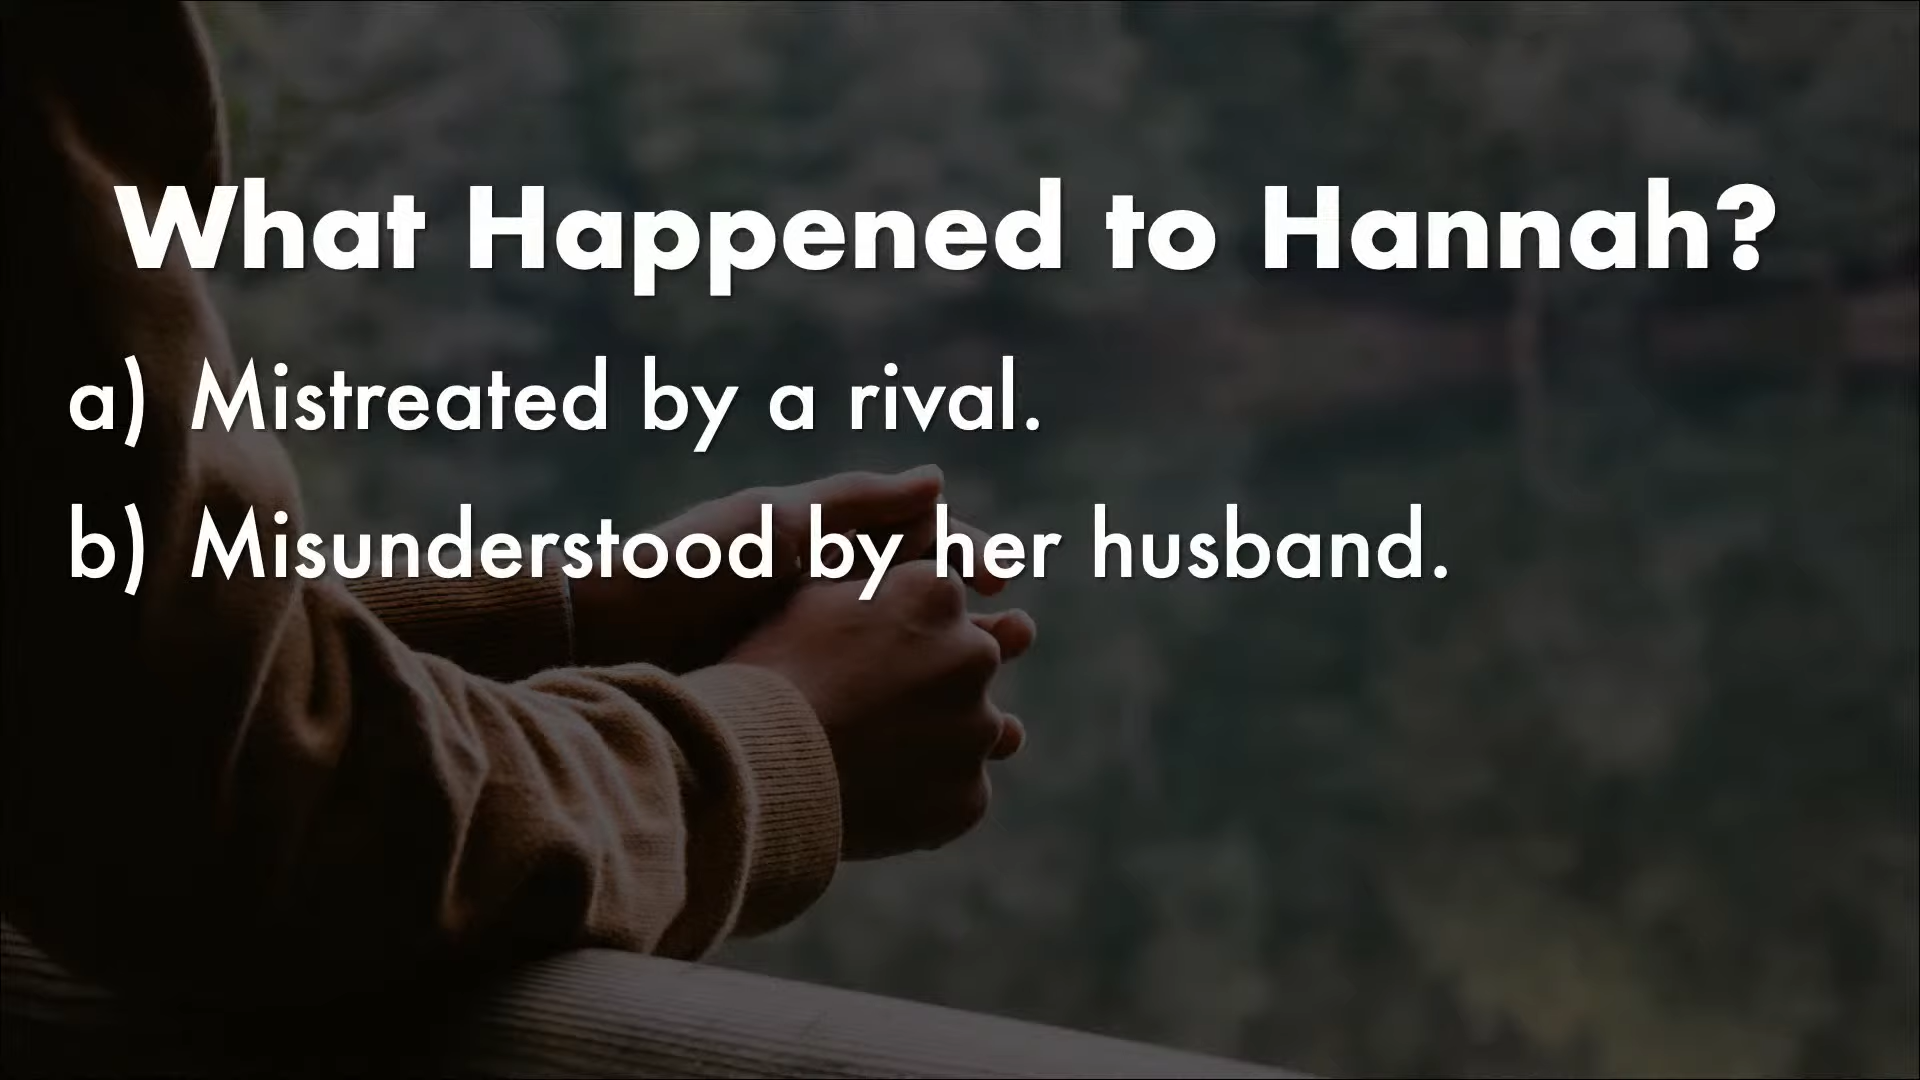 What Happened to Hannah?
a) Mistreated by a rival.
b) Misunderstood by her husband.